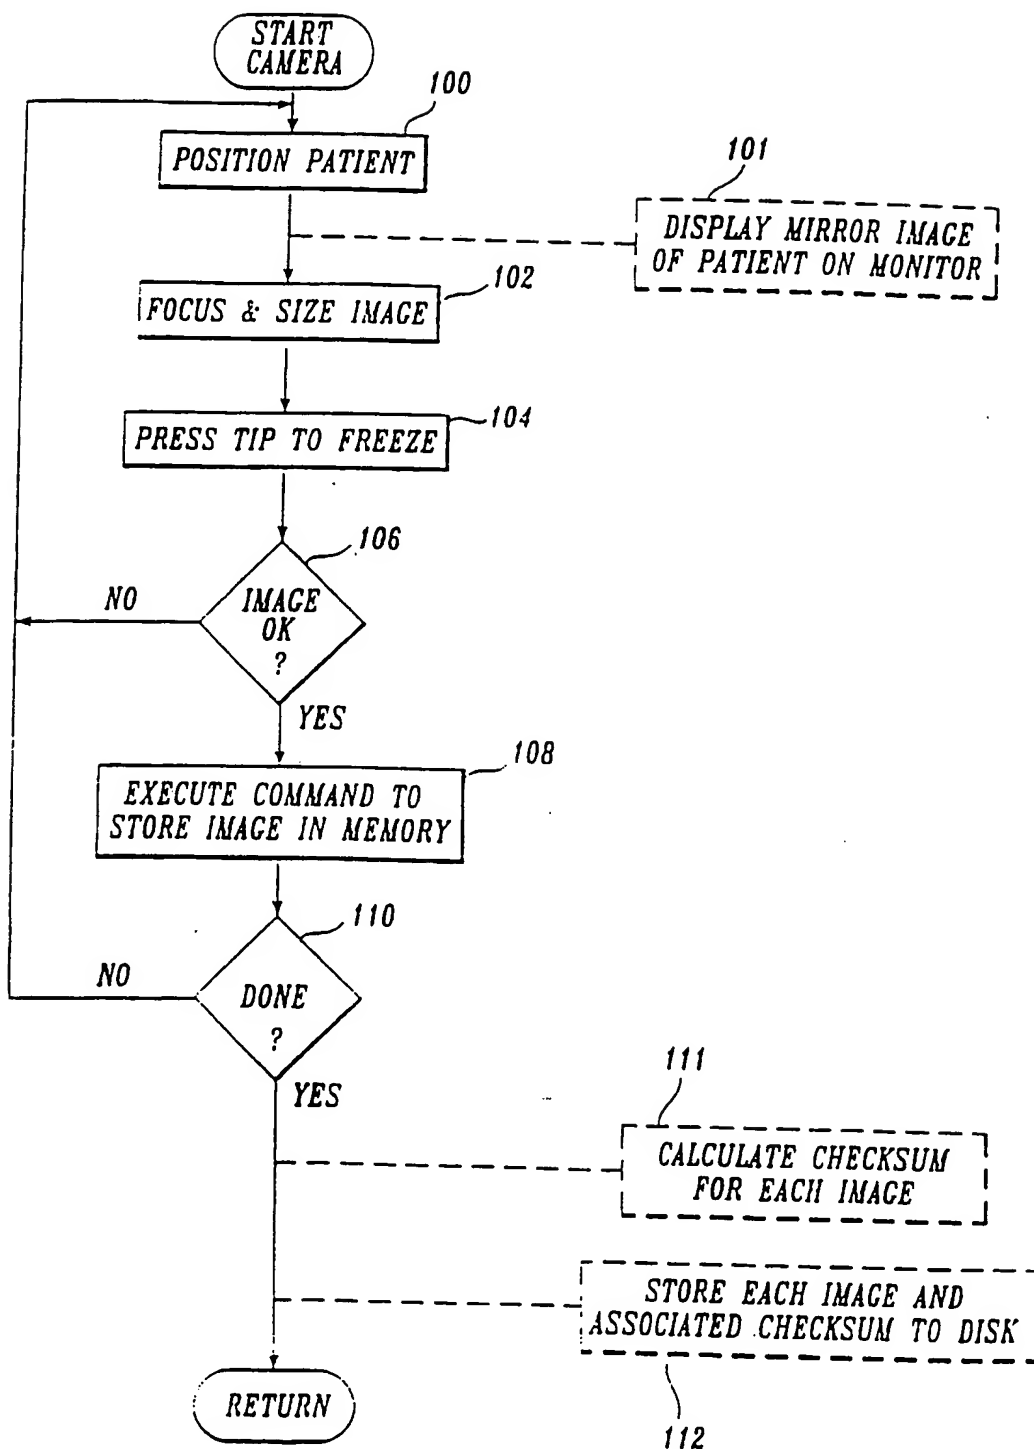 START
CAMERA
100
POSITION PATIENT
101
DISPLAY MIRROR IMAGE
OF PATIENT ON MONITOR
102
FOCUS & SIZE IMAGE
104
PRESS TIP TO FREEZE
106
IMAGE
OK
?
NO
YES
108
EXECUTE COMMAND TO
STORE IMAGE IN MEMORY
110
DONE
?
NO
YES
111
CALCULATE CHECKSUM
FOR EACH IMAGE
STORE EACH IMAGE AND
ASSOCIATED CHECKSUM TO DISK
112
RETURN